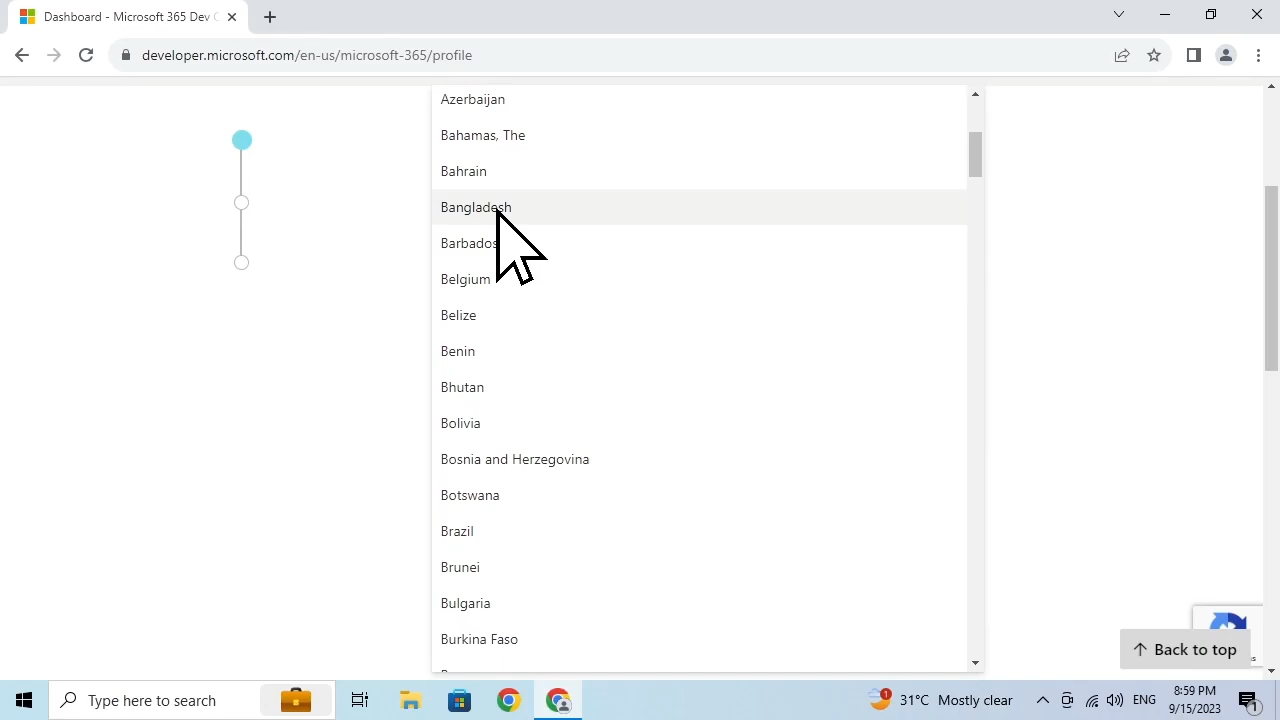 Dashboard - Microsoft 365 Dev C
developer.microsoft.com/en-us/microsoft-365/profile
Azerbaijan
Bahamas, The
Bahrain
Bangladesh
Barbados
Belgium
Belize
Benin
Bhutan
Bolivia
Bosnia and Herzegovina
Botswana
Brazil
Brunei
Bulgaria
Burkina Faso
Back to top
Type here to search
1
31°C Mostly clear
ENG
8:59 PM
9/15/2023
1